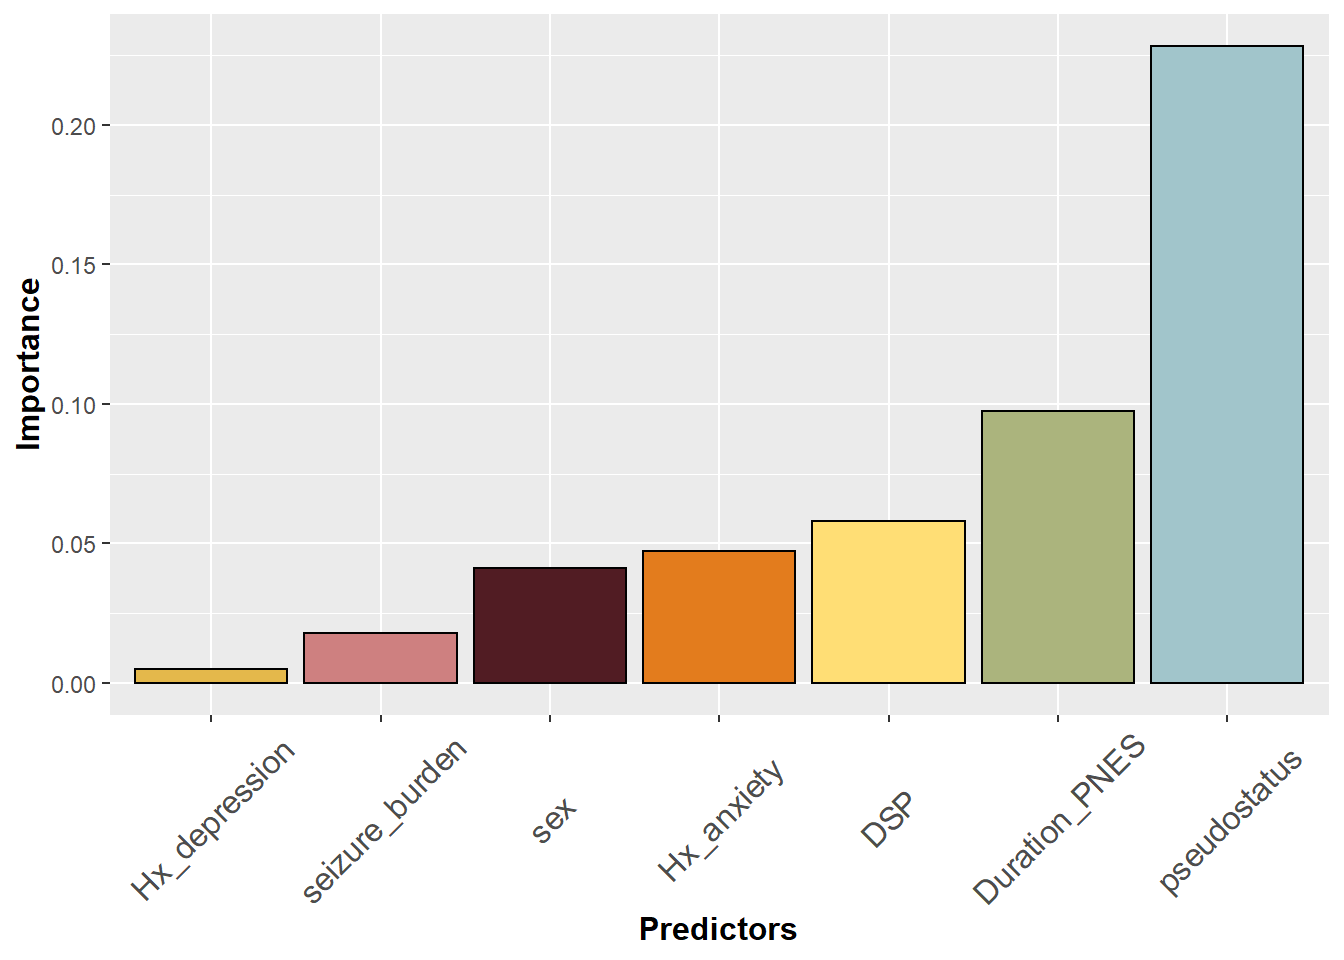 Importance
0.20
0.15
0.10
0.05
0.00
Hx_depression
seizure_burden
sex
Hx_anxiety
DSP
Duration_PNES
pseudostatus
Predictors